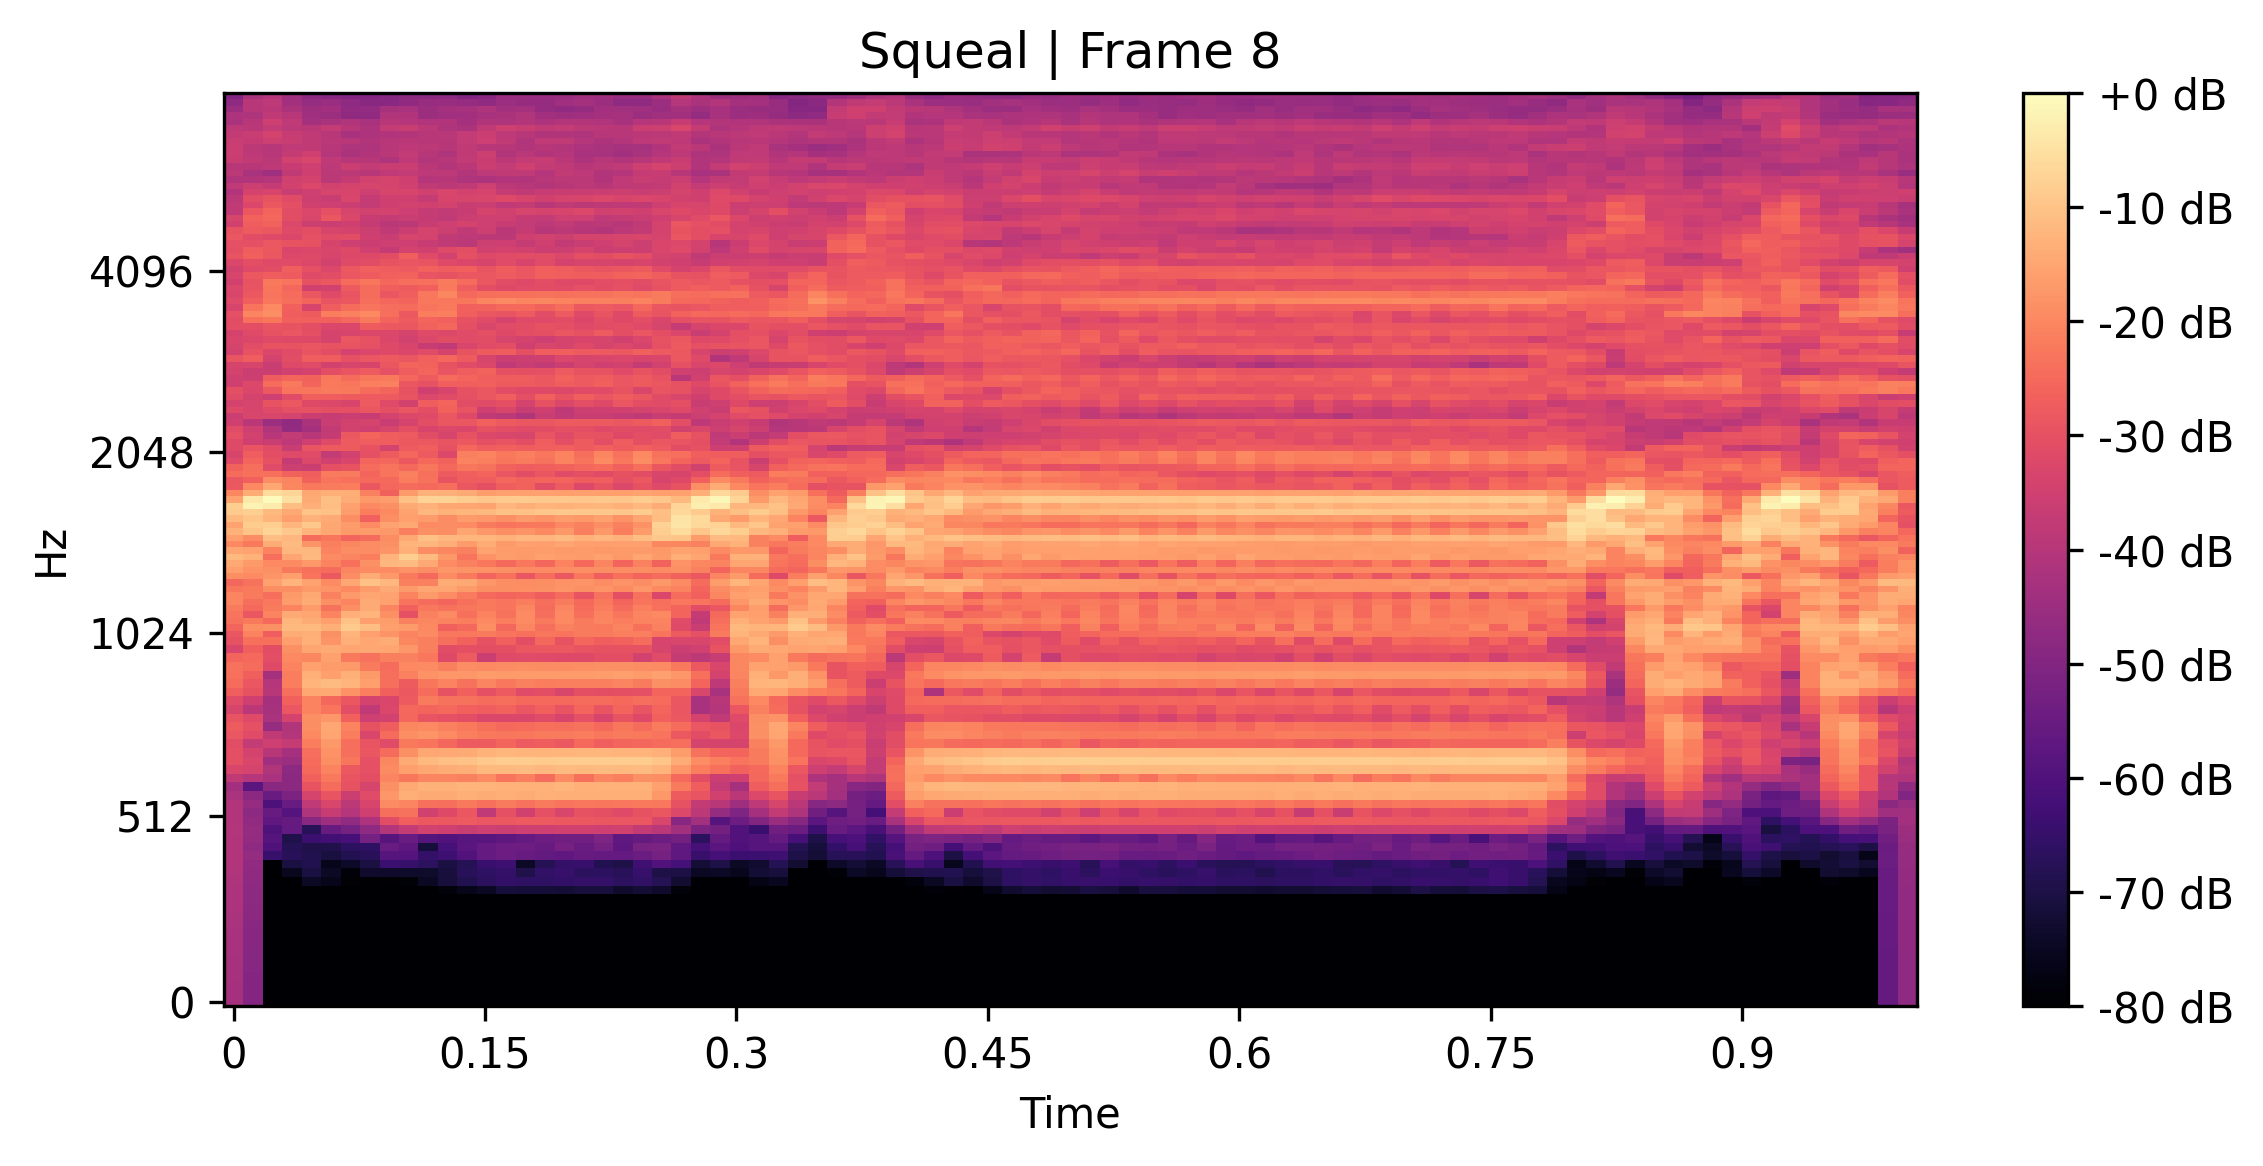 Squeal | Frame 8
Hz
4096
2048
1024
512
0
0 0.15 0.3 0.45 0.6 0.75 0.9
Time
+0 dB
-10 dB
-20 dB
-30 dB
-40 dB
-50 dB
-60 dB
-70 dB
-80 dB